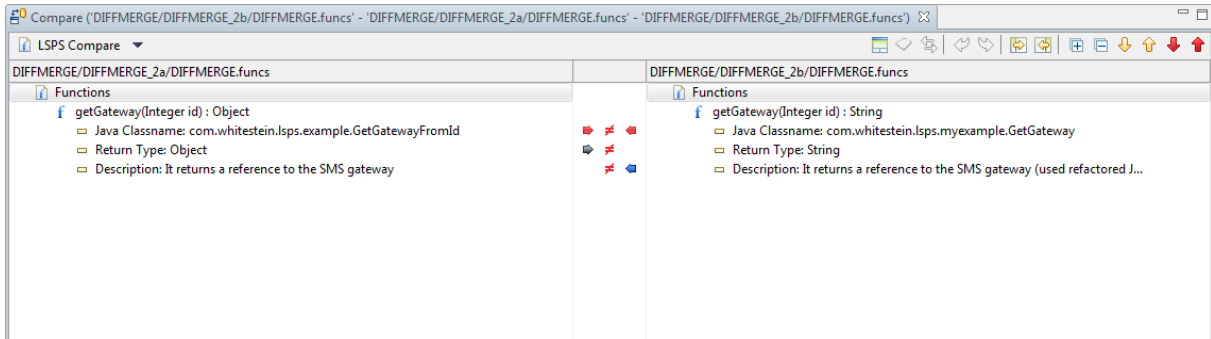 Compare ('DIFFMERGE/DIFFMERGE_2b/DIFFMERGE.funcs' - 'DIFFMERGE/DIFFMERGE_2a/DIFFMERGE.funcs' - 'DIFFMERGE/DIFFMERGE_2b/DIFFMERGE.funcs')
LSPS Compare
DIFFMERGE/DIFFMERGE_2a/DIFFMERGE.funcs
Functions
f getGateway(Integer id) : Object
Java Classname: com.whitestein.lsps.example.GetGatewayFromId
Return Type: Object
Description: It returns a reference to the SMS gateway
DIFFMERGE/DIFFMERGE_2b/DIFFMERGE.funcs
Functions
f getGateway(Integer id) : String
Java Classname: com.whitestein.lsps.myexample.GetGateway
Return Type: String
Description: It returns a reference to the SMS gateway (used refactored J...